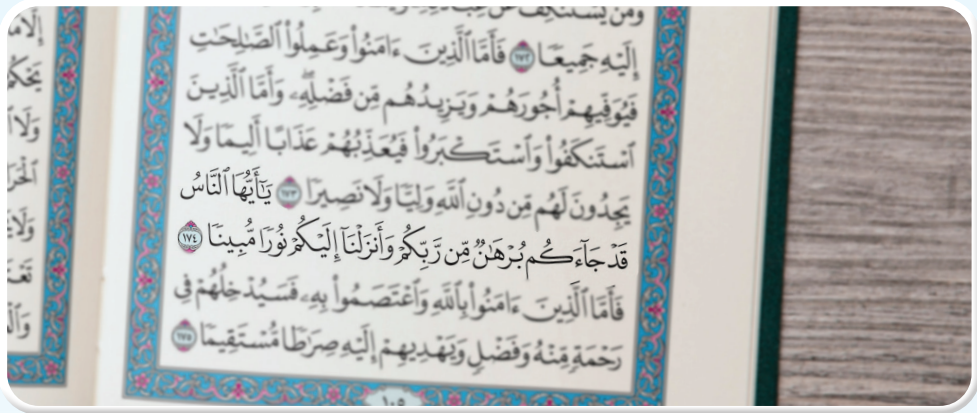 وَمَن يَسْتَنكِفْ عَنْ
إِلَيْهِ جَمِيعًا ١٧٢ فَأَمَّا ٱلَّذِينَ ءَامَنُوا۟ وَعَمِلُوا۟ ٱلصَّـٰلِحَـٰتِ
فَيُوَفِّيهِمْ أُجُورَهُمْ وَيَزِيدُهُم مِّن فَضْلِهِۦ ۖ وَأَمَّا ٱلَّذِينَ
ٱسْتَنكَفُوا۟ وَٱسْتَكْبَرُوا۟ فَيُعَذِّبُهُمْ عَذَابًا أَلِيمًا وَلَا
يَجِدُونَ لَهُم مِّن دُونِ ٱللَّهِ وَلِيًّا وَلَا نَصِيرًا ١٧٣ يَـٰٓأَيُّهَا ٱلنَّاسُ
قَدْ جَآءَكُم بُرْهَـٰنٌ مِّن رَّبِّكُمْ وَأَنزَلْنَآ إِلَيْكُمْ نُورًا مُّبِينًا ١٧٤
فَأَمَّا ٱلَّذِينَ ءَامَنُوا۟ بِٱللَّهِ وَٱعْتَصَمُوا۟ بِهِۦ فَسَيُدْخِلُهُمْ فِى
رَحْمَةٍ مِّنْهُ وَفَضْلٍ وَيَهْدِيهِمْ إِلَيْهِ صِرَٰطًا مُّسْتَقِيمًا ١٧٥
١٠٥